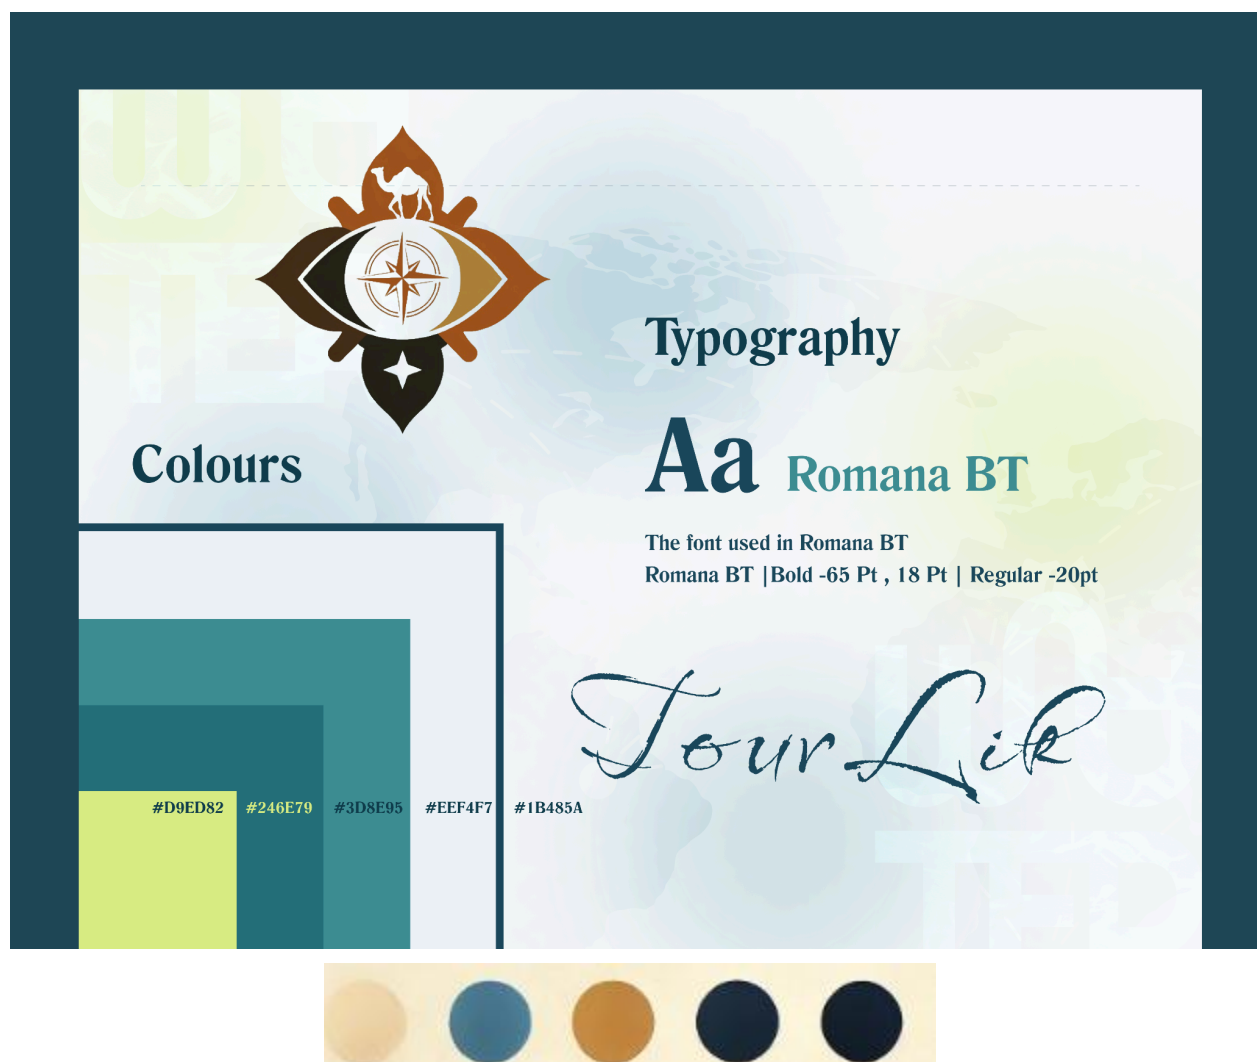 Typography
Aa Romana BT
The font used in Romana BT
Romana BT |Bold -65 Pt , 18 Pt | Regular -20pt
Colours
#D9ED82 #246E79 #3D8E95 #EEF4F7 #1B485A
Tour Lik